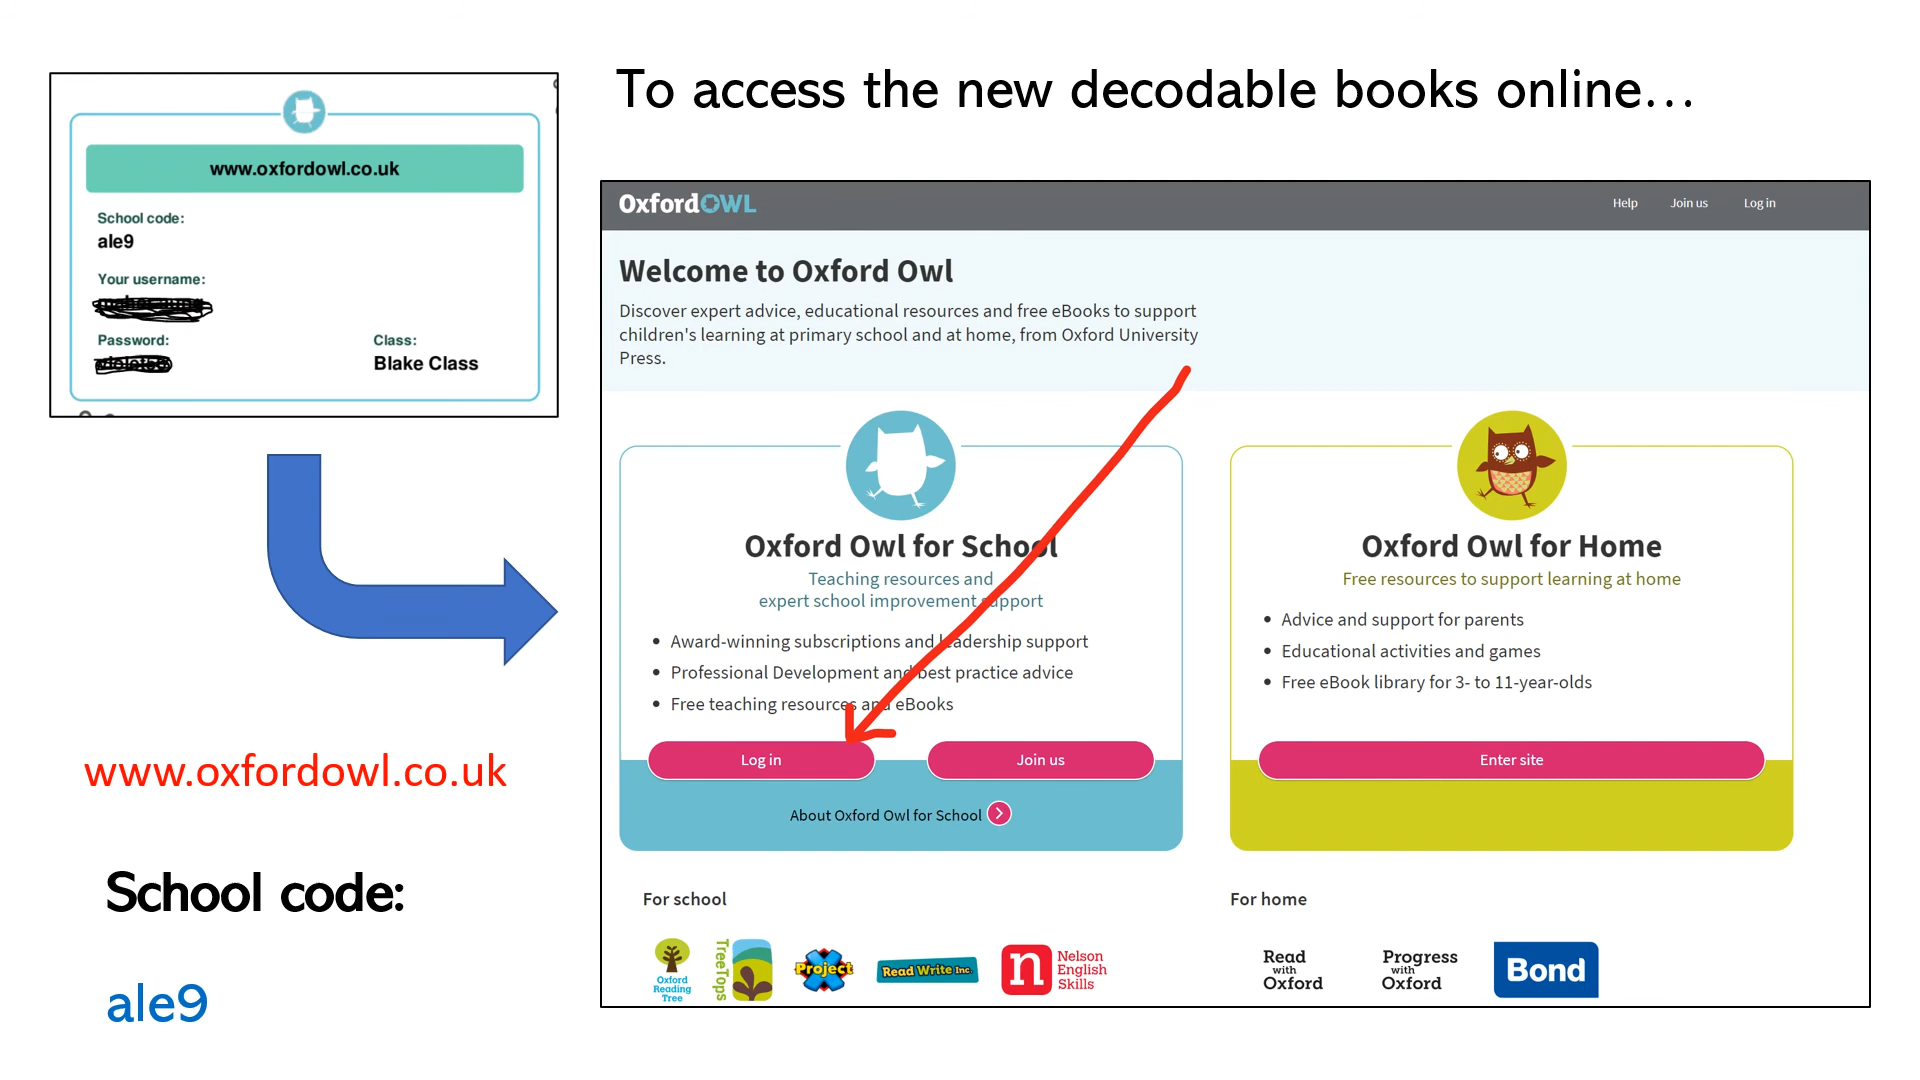 To access the new decodable books online...
www.oxfordowl.co.uk
School code:
ale9
Your username:
Password:
Class:
Blake Class
www.oxfordowl.co.uk
School code:
ale9
OxfordOWL
Help
Join us
Log in
Welcome to Oxford Owl
Discover expert advice, educational resources and free eBooks to support
children's learning at primary school and at home, from Oxford University
Press.
Oxford Owl for School
Teaching resources and
expert school improvement support
• Award-winning subscriptions and leadership support
• Professional Development and best practice advice
• Free teaching resources and eBooks
Log in
Join us
About Oxford Owl for School
Oxford Owl for Home
Free resources to support learning at home
• Advice and support for parents
• Educational activities and games
• Free eBook library for 3- to 11-year-olds
Enter site
For school
Oxford
Reading
Tree
TreeTops
Project
Read Write Inc.
n
Nelson
English
Skills
For home
Read
with
Oxford
Progress
with
Oxford
Bond